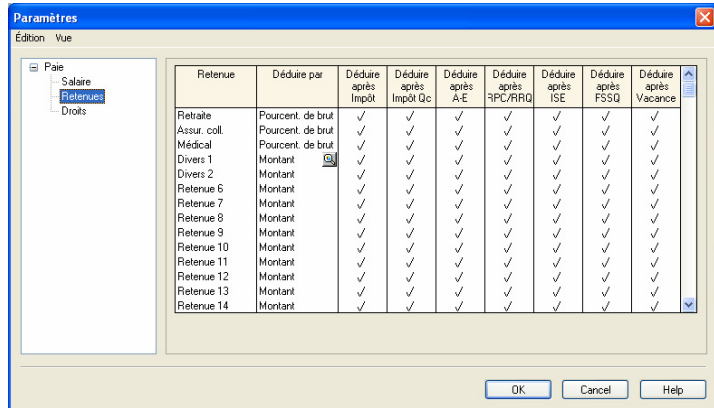 Paramètres
Édition Vue
Paie
Salaire
Retenues
Droits
Retenue Déduire par Déduire après Impôt Déduire après Impôt Qc Déduire après A-E Déduire après RPC/RRQ Déduire après ISE Déduire après FSSQ Déduire après Vacance
Retraite Pourcent. de brut ✓ ✓ ✓ ✓ ✓ ✓ ✓
Assur. coll. Pourcent. de brut ✓ ✓ ✓ ✓ ✓ ✓ ✓
Médical Pourcent. de brut ✓ ✓ ✓ ✓ ✓ ✓ ✓
Divers 1 Montant ✓ ✓ ✓ ✓ ✓ ✓ ✓
Divers 2 Montant ✓ ✓ ✓ ✓ ✓ ✓ ✓
Retenue 6 Montant ✓ ✓ ✓ ✓ ✓ ✓ ✓
Retenue 7 Montant ✓ ✓ ✓ ✓ ✓ ✓ ✓
Retenue 8 Montant ✓ ✓ ✓ ✓ ✓ ✓ ✓
Retenue 9 Montant ✓ ✓ ✓ ✓ ✓ ✓ ✓
Retenue 10 Montant ✓ ✓ ✓ ✓ ✓ ✓ ✓
Retenue 11 Montant ✓ ✓ ✓ ✓ ✓ ✓ ✓
Retenue 12 Montant ✓ ✓ ✓ ✓ ✓ ✓ ✓
Retenue 13 Montant ✓ ✓ ✓ ✓ ✓ ✓ ✓
Retenue 14 Montant ✓ ✓ ✓ ✓ ✓ ✓ ✓
OK Cancel Help